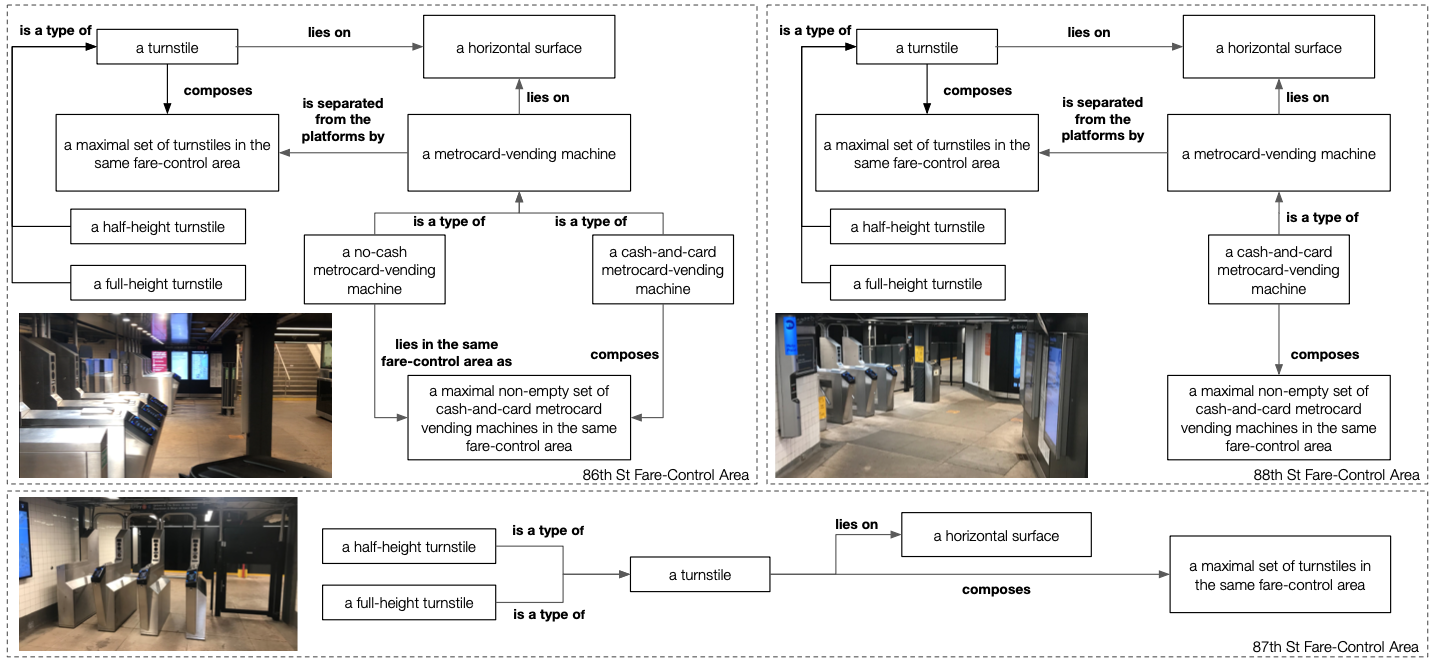 is a type of
a turnstile
lies on
a horizontal surface
composes
is separated
from the
platforms by
lies on
a maximal set of turnstiles in the
same fare-control area
a metrocard-vending machine
a half-height turnstile
a full-height turnstile
is a type of
is a type of
a no-cash
metrocard-vending
machine
a cash-and-card
metrocard-vending
machine
lies in the same
fare-control area as
composes
a maximal non-empty set of
cash-and-card metrocard
vending machines in the same
fare-control area
86th St Fare-Control Area
is a type of
a turnstile
lies on
a horizontal surface
composes
is separated
from the
platforms by
lies on
a maximal set of turnstiles in the
same fare-control area
a metrocard-vending machine
a half-height turnstile
a full-height turnstile
is a type of
a cash-and-card
metrocard-vending
machine
composes
a maximal non-empty set of
cash-and-card metrocard
vending machines in the same
fare-control area
88th St Fare-Control Area
a half-height turnstile
is a type of
a full-height turnstile
is a type of
a turnstile
lies on
a horizontal surface
composes
a maximal set of turnstiles in
the same fare-control area
87th St Fare-Control Area